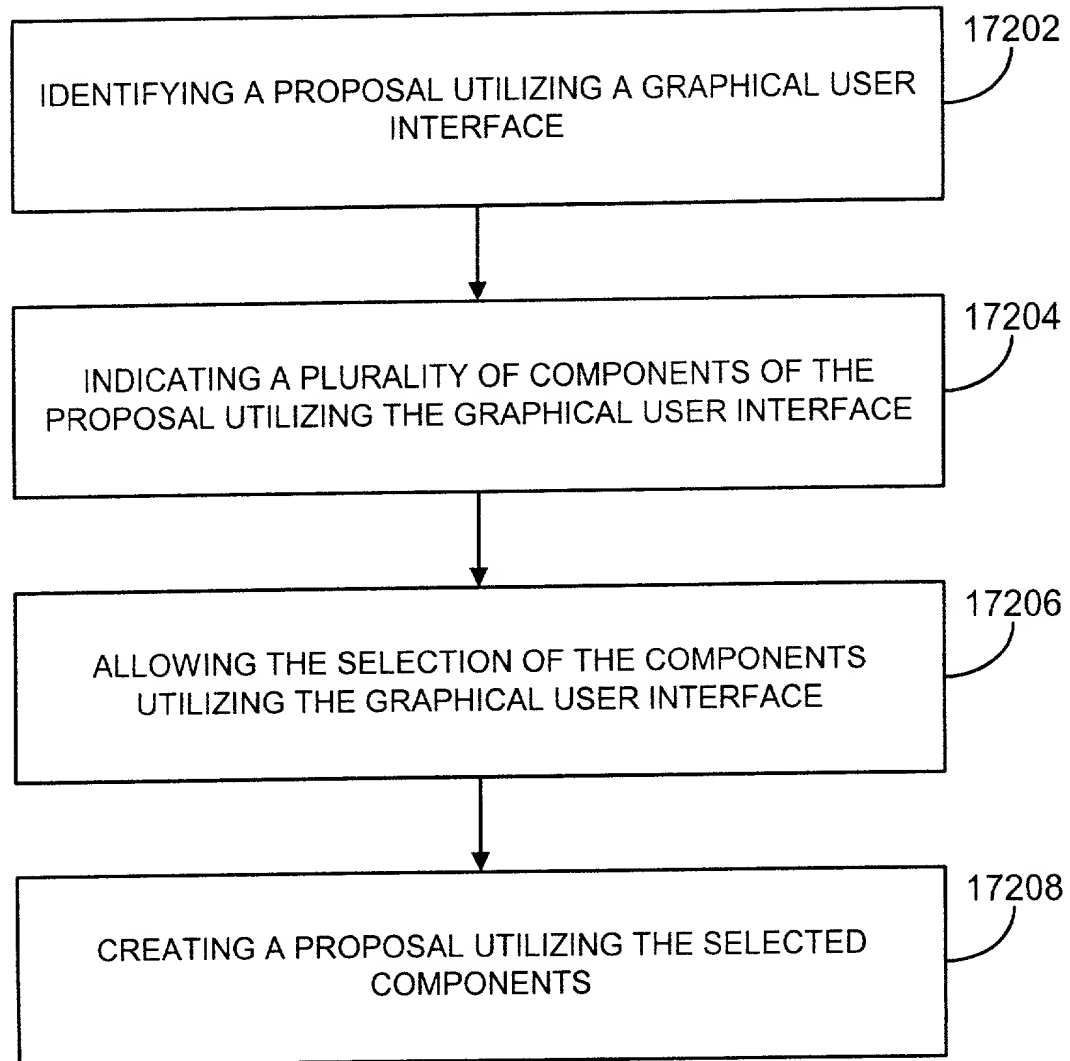 17202
IDENTIFYING A PROPOSAL UTILIZING A GRAPHICAL USER
INTERFACE
17204
INDICATING A PLURALITY OF COMPONENTS OF THE
PROPOSAL UTILIZING THE GRAPHICAL USER INTERFACE
17206
ALLOWING THE SELECTION OF THE COMPONENTS
UTILIZING THE GRAPHICAL USER INTERFACE
17208
CREATING A PROPOSAL UTILIZING THE SELECTED
COMPONENTS